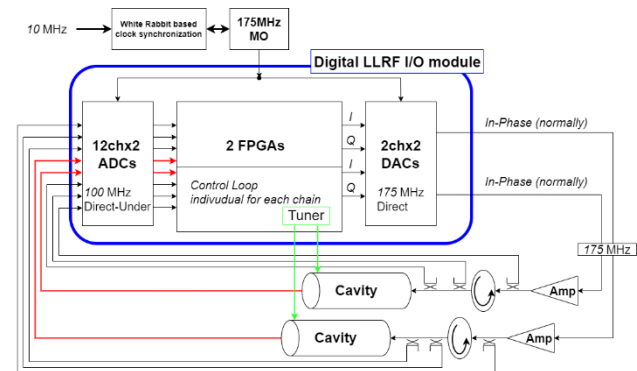 10 MHz
White Rabbit based
clock synchronization
175MHz
MO
Digital LLRF I/O module
12chx2
ADCs
100 MHz
Direct-Under
2 FPGAs
Control Loop
indivudual for each chain
Tuner
I
Q
I
Q
2chx2
DACs
175 MHz
Direct
In-Phase (normally)
In-Phase (normally)
175 MHz
Cavity
Amp
Cavity
Amp